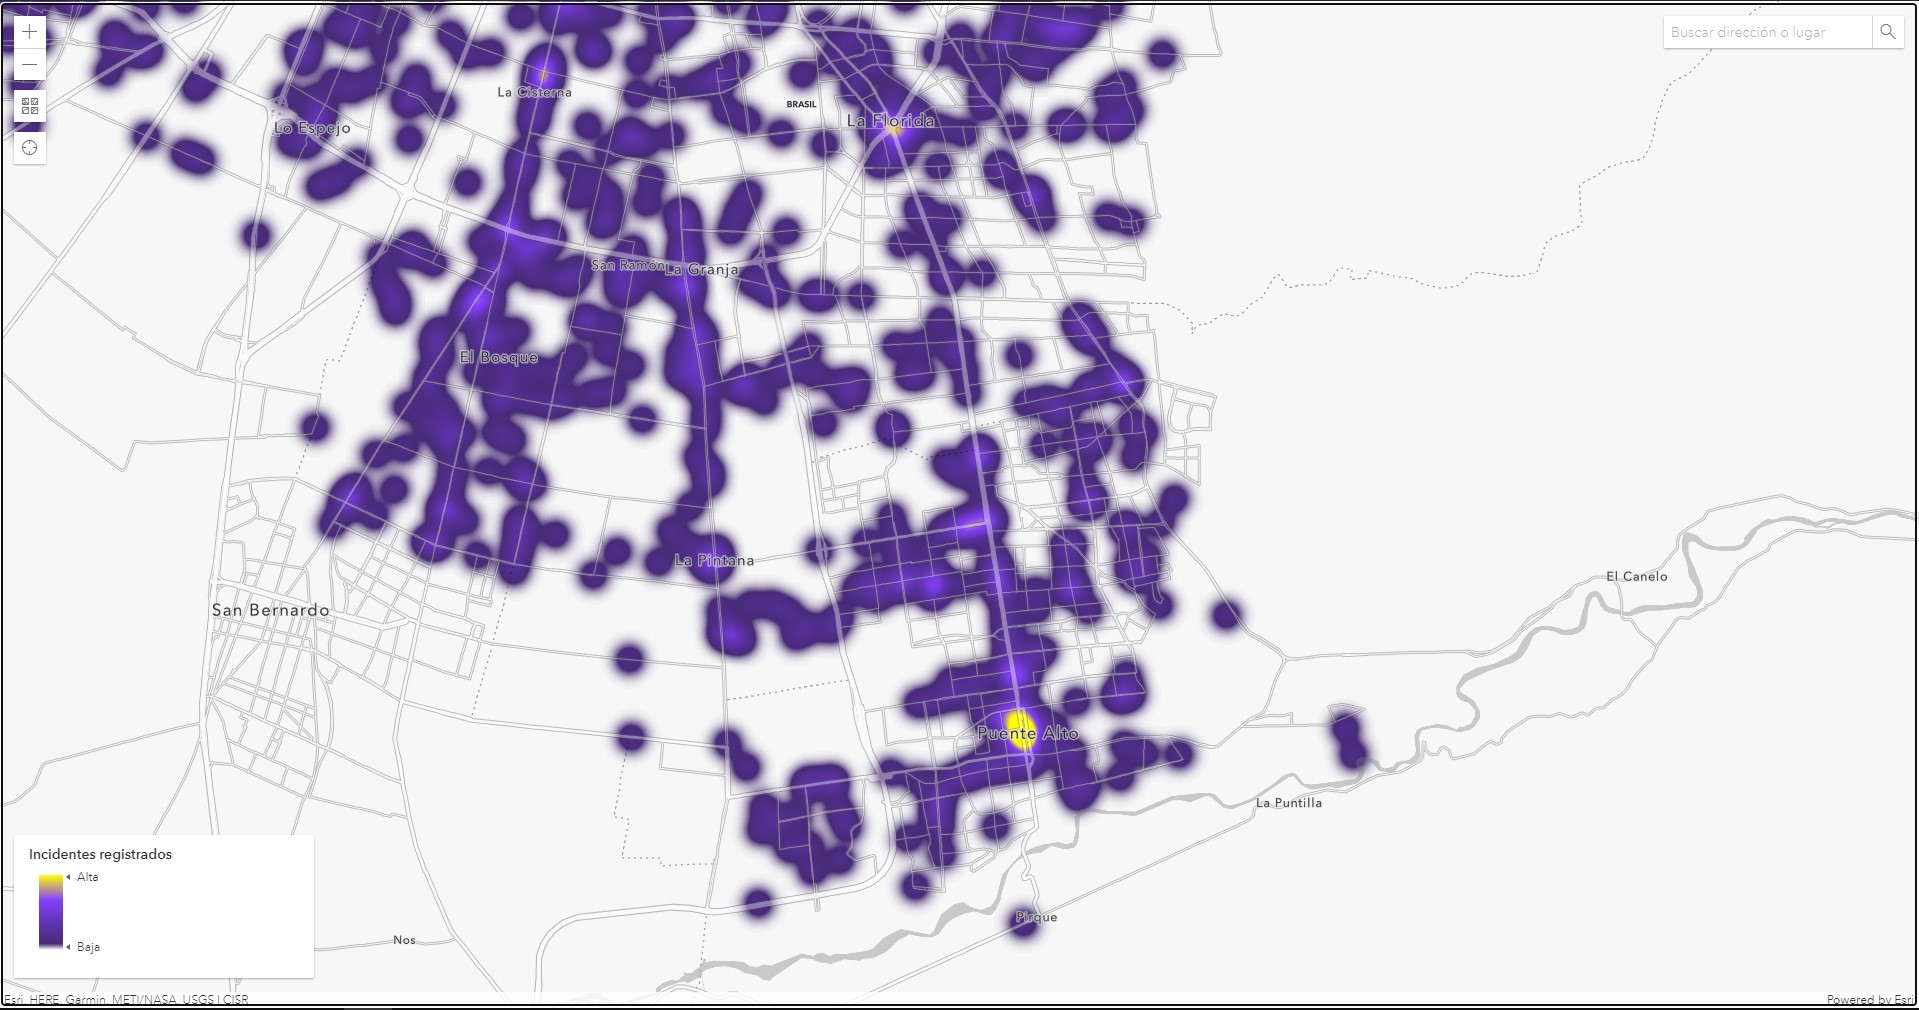 Buscar dirección o lugar
La Cisterna
BRASIL
La Florida
Lo Espejo
San Ramón
La Granja
El Bosque
La Pintana
El Canelo
San Bernardo
Puente Alto
La Puntilla
Incidentes registrados
Alta
Baja
Pirque
Nos
Esri, HERE, Garmin, METI/NASA, USGS | CISR
Powered by Esri